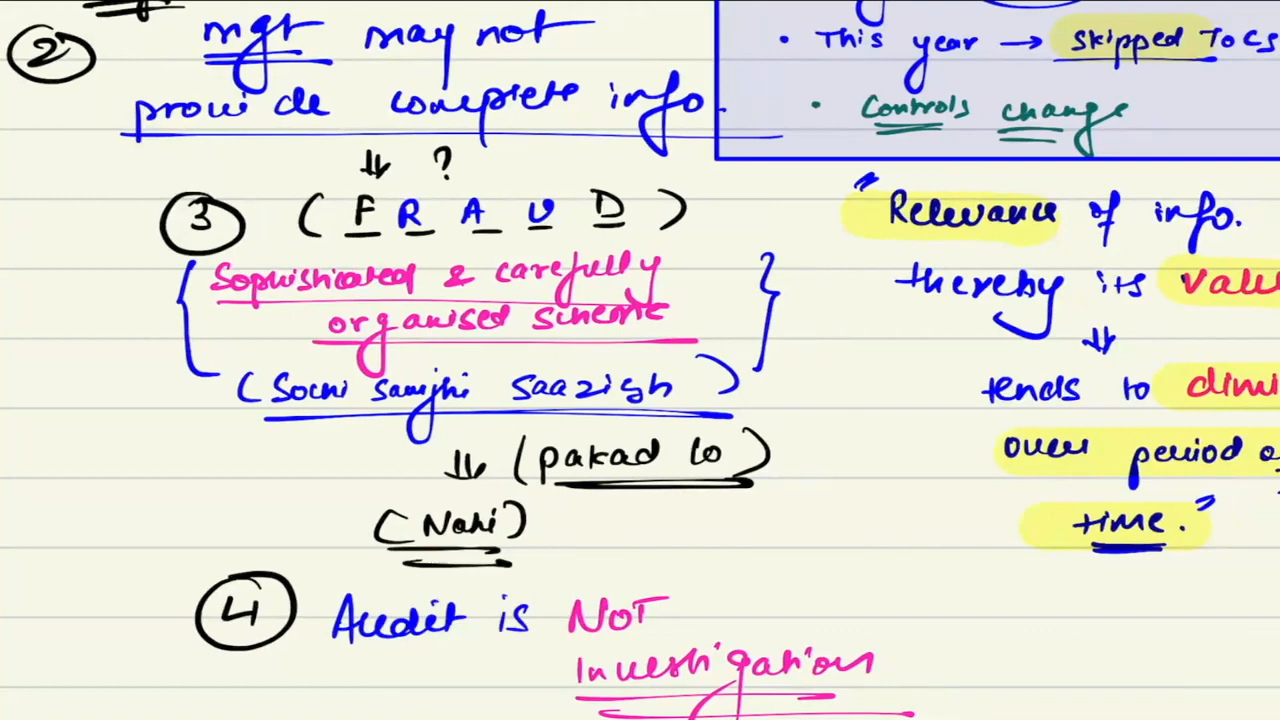 ② mgt may not
provide complete info.
⇓ ?
③ (F R A U D)
{ Sophisticated & carefully
organised scheme }
(Sochi samjhi saazish)
⇓ (pakad lo)
(Nahi)
④ Audit is NOT
Investigation
• This year → skipped TOCs
• Controls change
"Relevance of info.
thereby its
⇓
tends to
over period
time."